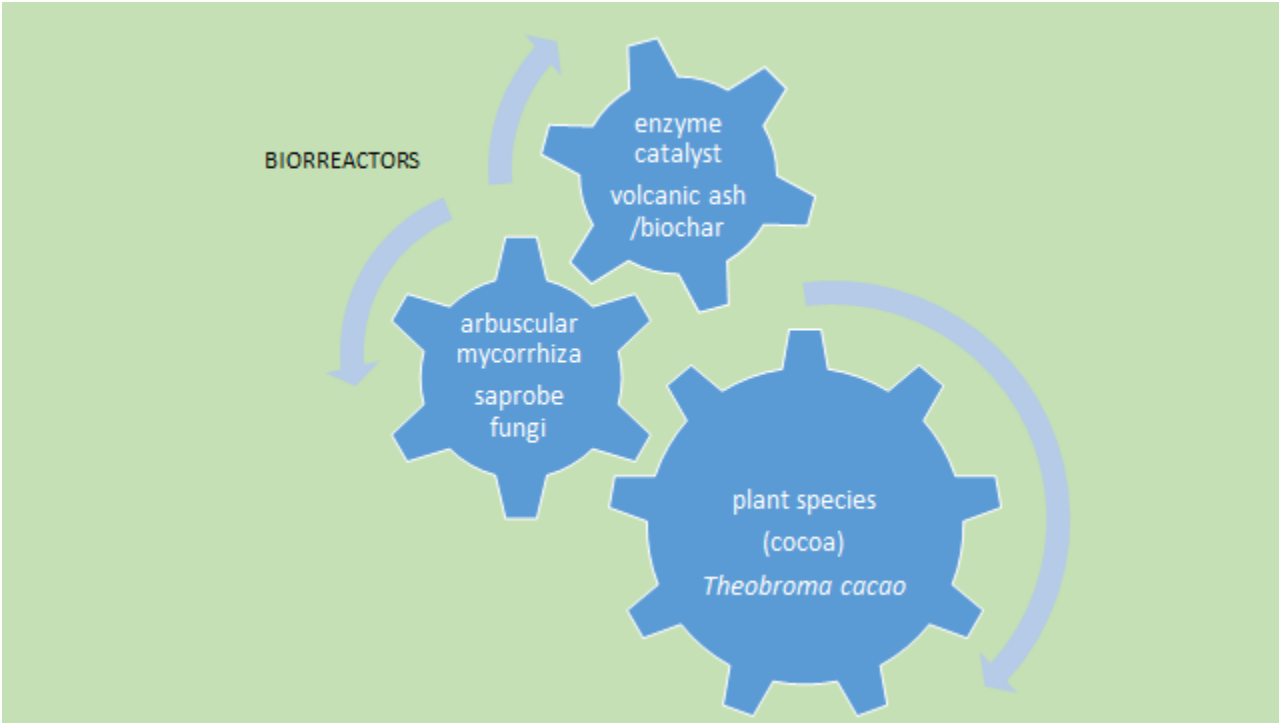 BIORREACTORS
enzyme
catalyst
volcanic ash
/biochar
arbuscular
mycorrhiza
saprobe
fungi
plant species
(cocoa)
Theobroma cacao